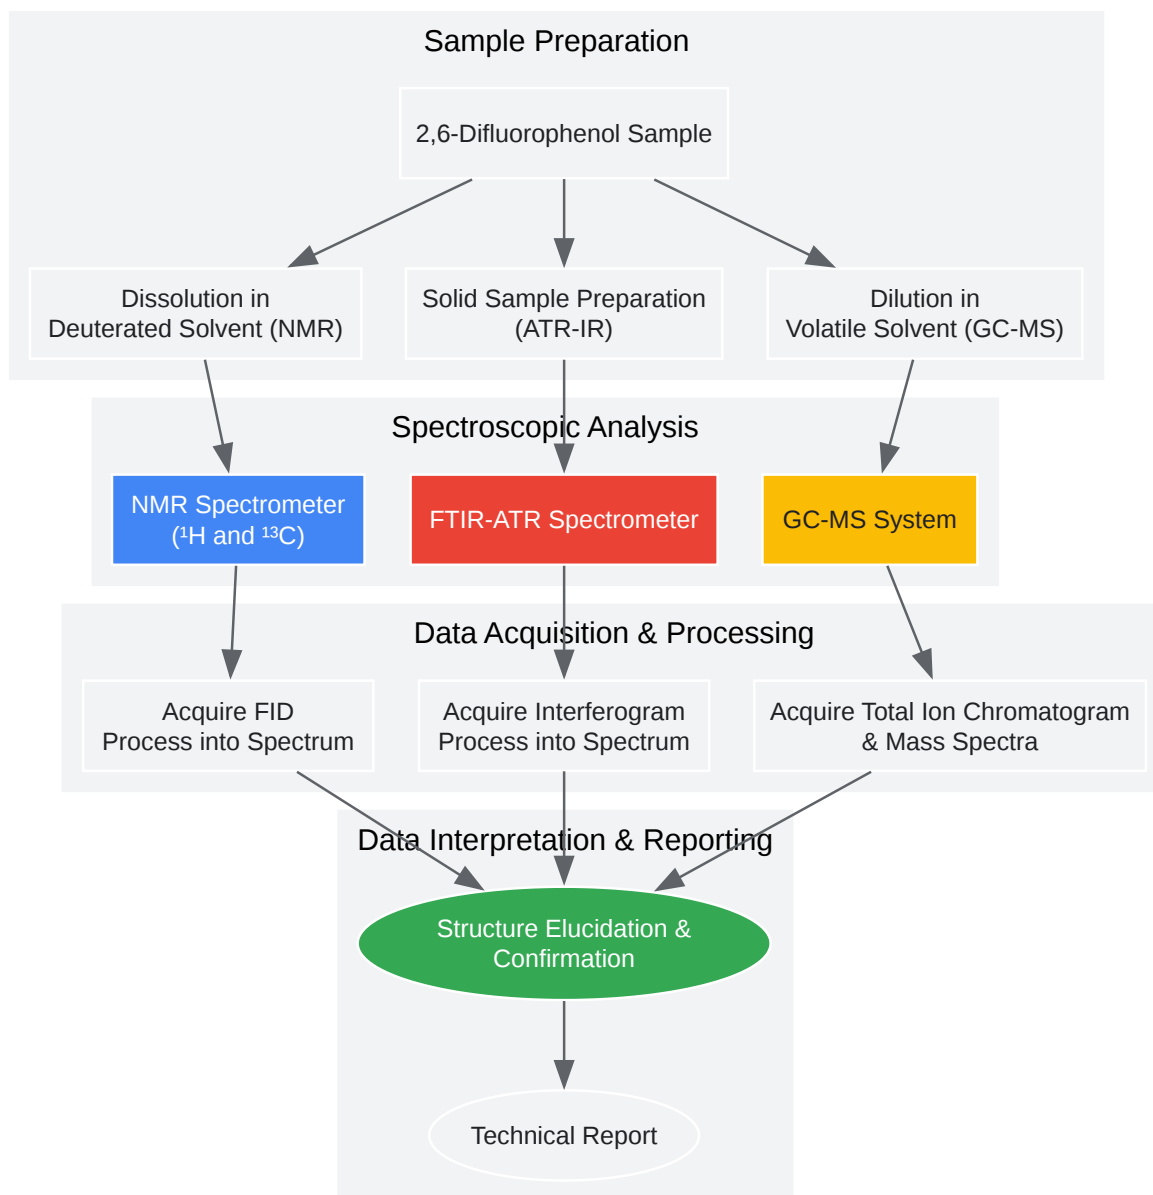 Sample Preparation
2,6-Difluorophenol Sample
Dissolution in
Deuterated Solvent (NMR)
Solid Sample Preparation
(ATR-IR)
Dilution in
Volatile Solvent (GC-MS)
Spectroscopic Analysis
NMR Spectrometer
(¹H and ¹³C)
FTIR-ATR Spectrometer
GC-MS System
Data Acquisition & Processing
Acquire FID
Process into Spectrum
Acquire Interferogram
Process into Spectrum
Acquire Total Ion Chromatogram
& Mass Spectra
Data Interpretation & Reporting
Structure Elucidation &
Confirmation
Technical Report